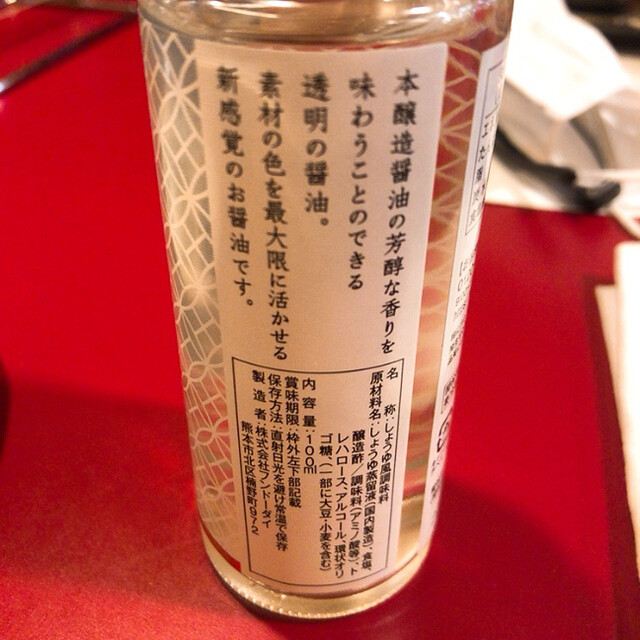 本醸造醤油の芳醇な香りを
味わうことのできる
透明の醤油。
素材の色を最大限に活かせる
新感覚のお醤油です。
名 称:しょうゆ風調味料
原材料名:しょうゆ蒸留液(国内製造)、食塩、
醸造酢/調味料(アミノ酸等)、ト
レハロース、アルコール、環状オリ
ゴ糖、(一部に大豆・小麦を含む)
内 容 量:100ml
賞味期限:枠外左下部記載
保存方法:直射日光を避け常温で保存
製 造 者:株式会社フンドーダイ
熊本市北区楠野町972